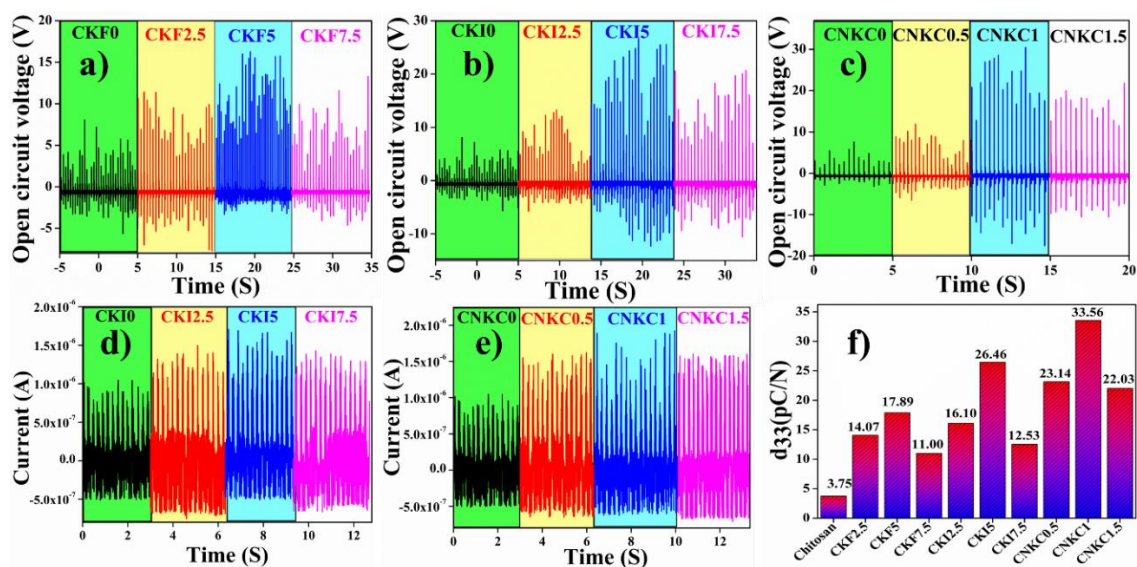 CKF0 CKF2.5 CKF5 CKF7.5
a)
Open circuit voltage (V)
20
15
10
5
0
-5
-5 0 5 10 15 20 25 30 35
Time (S)
CKI0 CKI2.5 CKI5 CKI7.5
b)
Open circuit voltage (V)
30
20
10
0
-10
-5 0 5 10 15 20 25 30
Time (S)
CNKC0 CNKC0.5 CNKC1 CNKC1.5
c)
Open circuit voltage (V)
30
20
10
0
-10
-20
0 5 10 15 20
Time (S)
CKI0 CKI2.5 CKI5 CKI7.5
d)
Current (A)
2.0x10⁻⁶
1.5x10⁻⁶
1.0x10⁻⁶
5.0x10⁻⁷
0.0
-5.0x10⁻⁷
0 2 4 6 8 10 12
Time (S)
CNKC0 CNKC0.5 CNKC1 CNKC1.5
e)
Current (A)
2.0x10⁻⁶
1.5x10⁻⁶
1.0x10⁻⁶
5.0x10⁻⁷
0.0
-5.0x10⁻⁷
0 2 4 6 8 10 12
Time (S)
f)
d33(pC/N)
35
30
25
20
15
10
5
0
3.75 14.07 17.89 11.00 16.10 26.46 12.53 23.14 33.56 22.03
Chitosan CKF2.5 CKF5 CKF7.5 CKI2.5 CKI5 CKI7.5 CNKC0.5 CNKC1 CNKC1.5